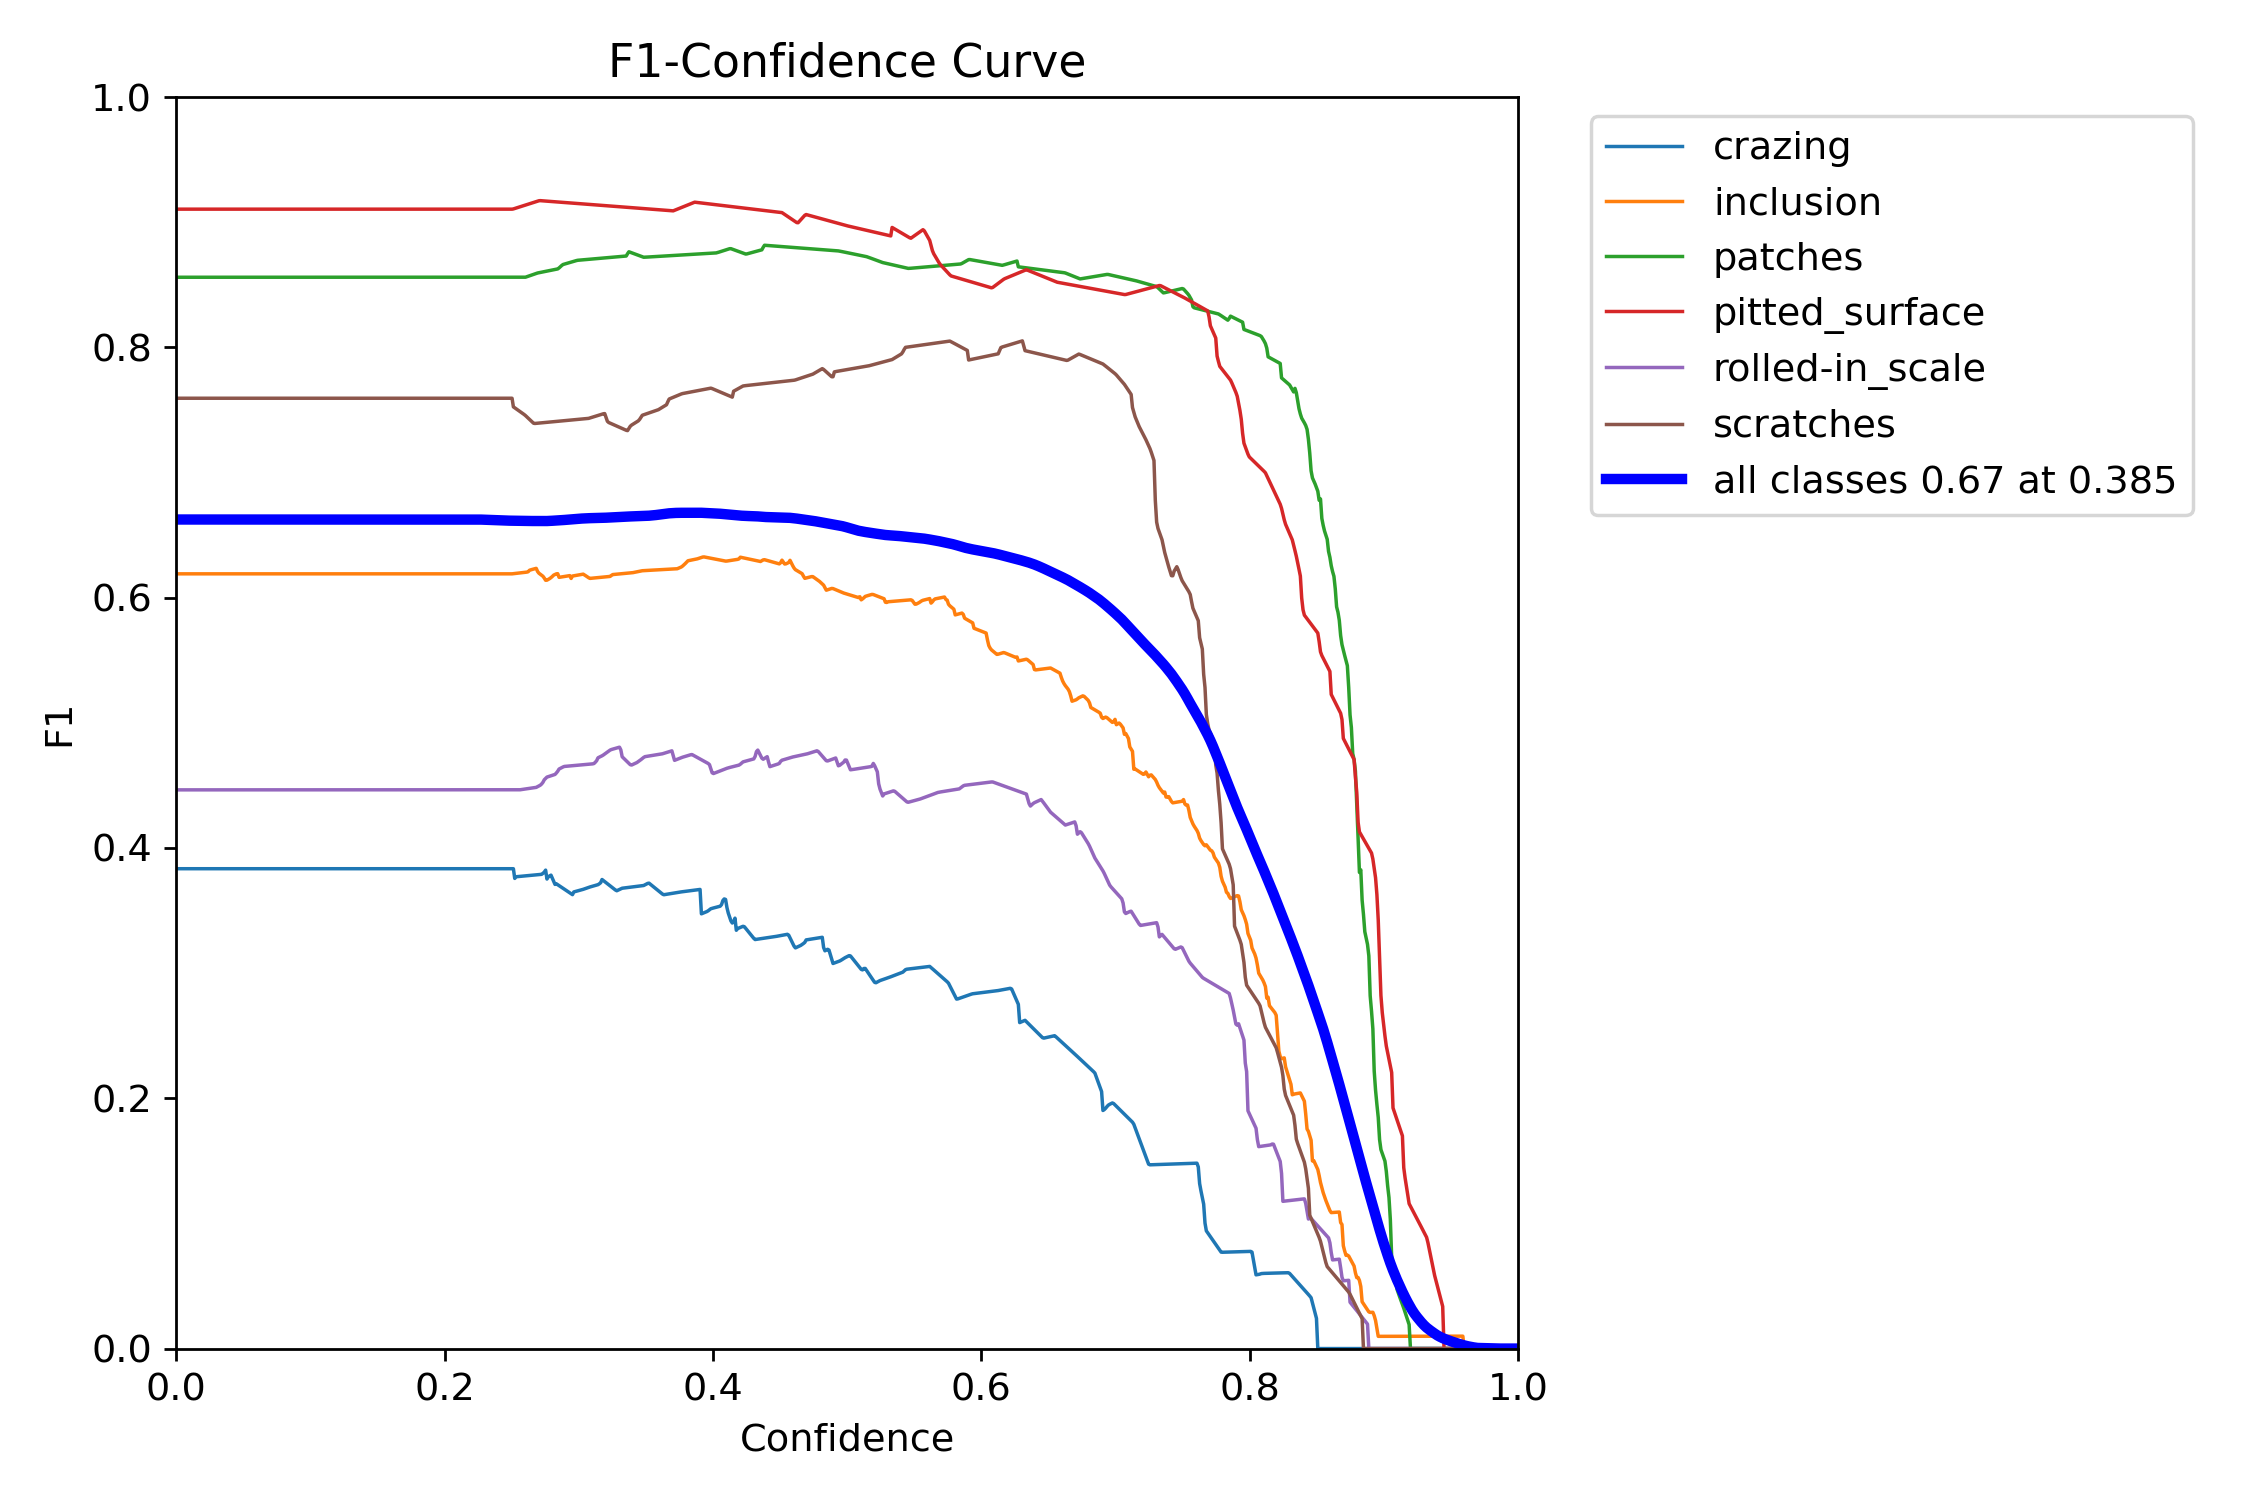 F1-Confidence Curve
1.0
0.8
0.6
0.4
0.2
0.0
F1
0.0 0.2 0.4 0.6 0.8 1.0
Confidence
crazing
inclusion
patches
pitted_surface
rolled-in_scale
scratches
all classes 0.67 at 0.385